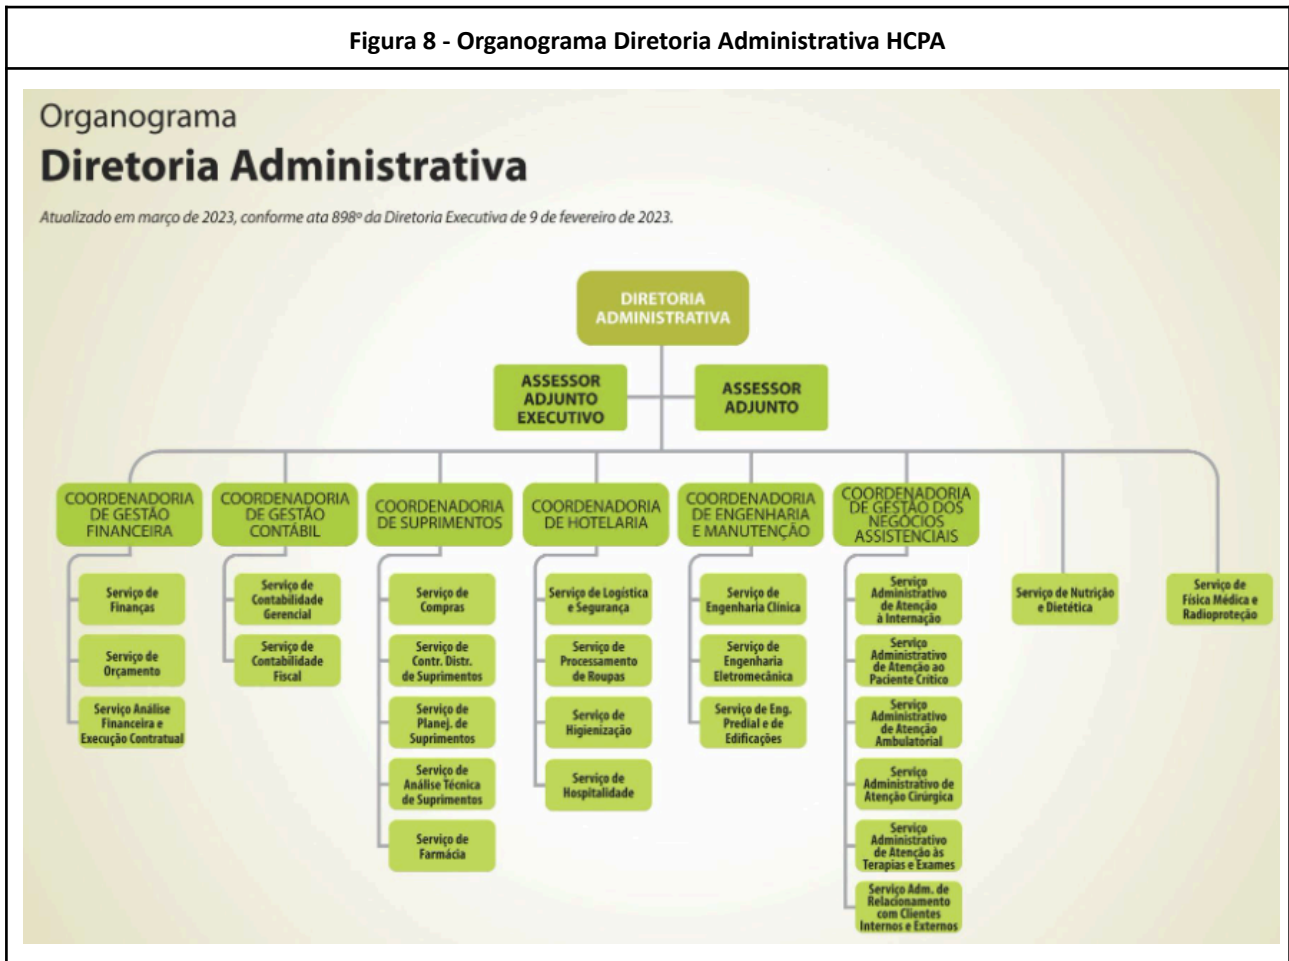 Figura 8 - Organograma Diretoria Administrativa HCPA
Organograma
Diretoria Administrativa
Atualizado em março de 2023, conforme ata 898º da Diretoria Executiva de 9 de fevereiro de 2023.
DIRETORIA
ADMINISTRATIVA
ASSESSOR
ADJUNTO
EXECUTIVO
ASSESSOR
ADJUNTO
COORDENADORIA
DE GESTÃO
FINANCEIRA
Serviço de
Finanças
Serviço de
Orçamento
Serviço Análise
Financeira e
Execução Contratual
COORDENADORIA
DE GESTÃO
CONTÁBIL
Serviço de
Contabilidade
Gerencial
Serviço de
Contabilidade
Fiscal
COORDENADORIA
DE SUPRIMENTOS
Serviço de
Compras
Serviço de
Contr. Distr.
de Suprimentos
Serviço de
Planej. de
Suprimentos
Serviço de
Análise Técnica
de Suprimentos
Serviço de
Farmácia
COORDENADORIA
DE HOTELARIA
Serviço de Logística
e Segurança
Serviço de
Processamento
de Roupas
Serviço de
Higienização
Serviço de
Hospitalidade
COORDENADORIA
DE ENGENHARIA
E MANUTENÇÃO
Serviço de
Engenharia Clínica
Serviço de
Engenharia
Eletromecânica
Serviço de Eng.
Predial e de
Edificações
COORDENADORIA
DE GESTÃO DOS
NEGÓCIOS
ASSISTENCIAIS
Serviço
Administrativo
de Atenção
à Internação
Serviço
Administrativo
de Atenção ao
Paciente Crítico
Serviço
Administrativo
de Atenção
Ambulatorial
Serviço
Administrativo de
Atenção Cirúrgica
Serviço
Administrativo
de Atenção às
Terapias e Exames
Serviço Adm. de
Relacionamento
com Clientes
Internos e Externos
Serviço de Nutrição
e Dietética
Serviço de
Física Médica e
Radioproteção